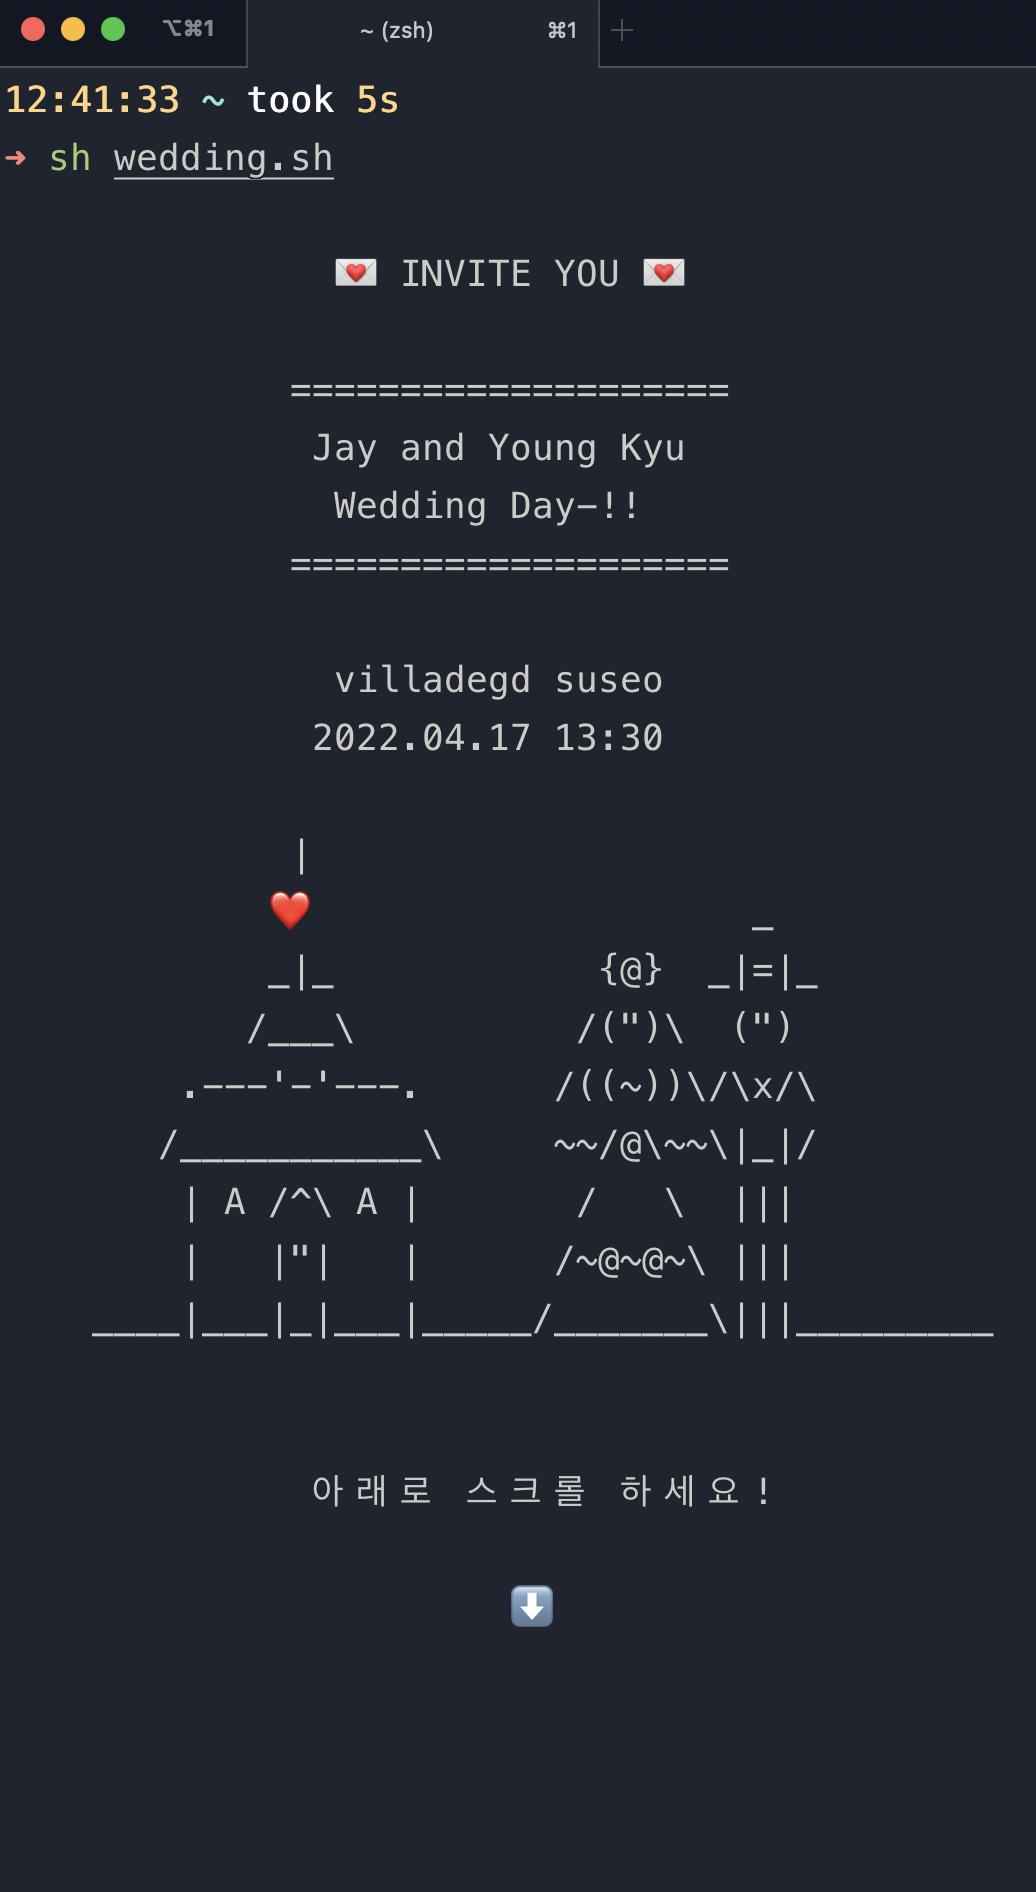 ⌥⌘1 ~ (zsh) ⌘1 +
12:41:33 ~ took 5s
➜ sh wedding.sh
💌 INVITE YOU 💌
====================
Jay and Young Kyu
Wedding Day~!!
====================
villadegd suseo
2022.04.17 13:30
              |
             ❤️                    _
            _|_            {@}  _|=|_
           /___\          /(")\  (")
        .---'-'---.      /((~))\/\x/\
       /___________\     ~~/@\~~\|_|/
        | A /^\ A |       /   \  |||
        |   |"|   |      /~@~@~\ |||
    ____|___|_|___|_____/_______\|||_________
아래로 스크롤 하세요!
⬇️